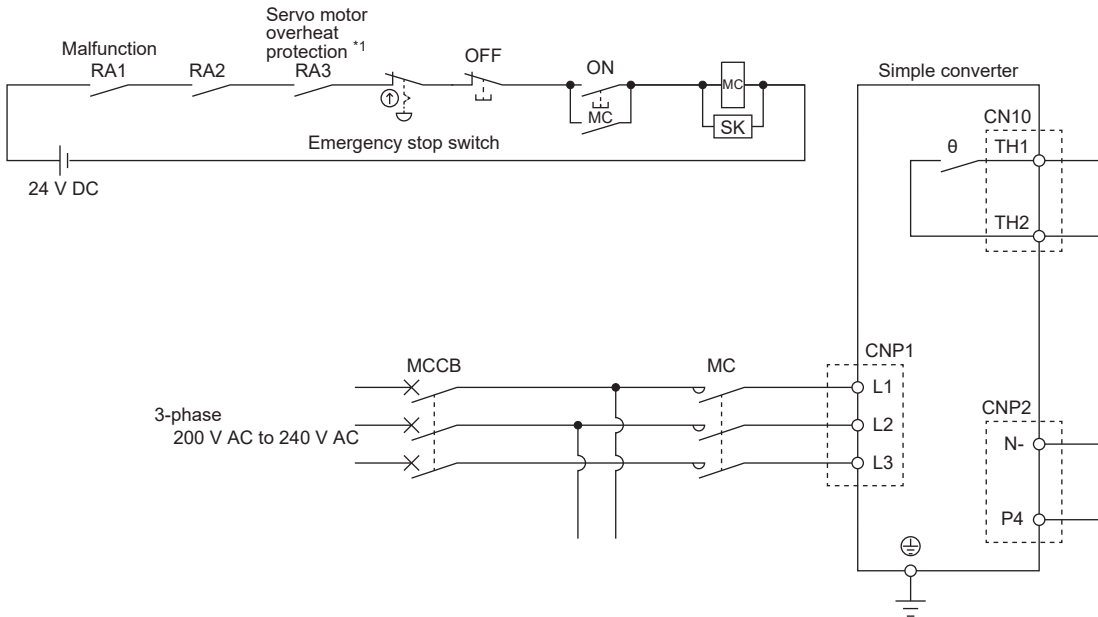 Servo motor
overheat
protection *1
Malfunction
RA1
RA2
RA3
OFF
ON
MC
MC
SK
Emergency stop switch
24 V DC
Simple converter
CN10
θ
TH1
TH2
MCCB
MC
CNP1
L1
3-phase
200 V AC to 240 V AC
L2
L3
CNP2
N-
P4